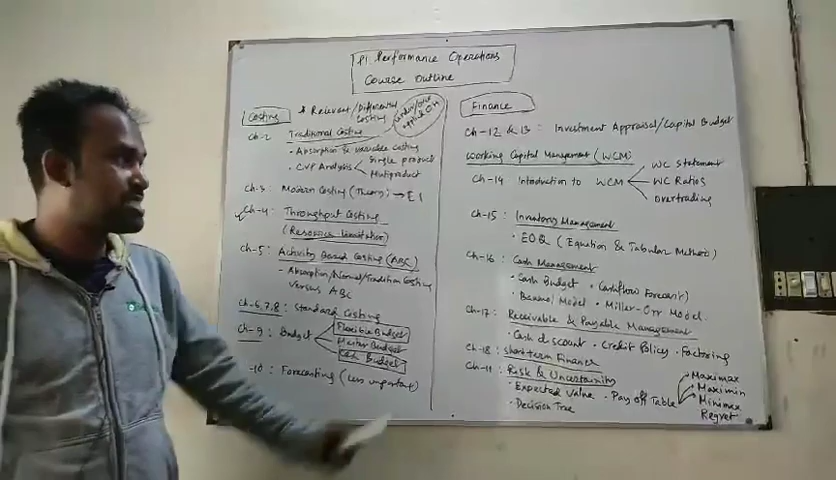 P1 Performance Operations
Course Outline
Costing
* Relevant/Differential
Costing
under/over
applied OH
Ch-2 Traditional Costing
• Absorption & variable Costing
• CVP Analysis
Single product
Multiproduct
Ch-3: Modern Costing (Theory) → E1
Ch-4: Throughput Costing
(Resource Limitation)
Ch-5: Activity Based Costing (ABC)
- Absorption/Normal/Tradition Costing
versus ABC
Ch-6,7,8: Standard Costing
Ch-9: Budget
Flexible Budget
Master Budget
Cash Budget
-10: Forecasting (Less important)
Finance
Ch-12 & 13: Investment Appraisal/Capital Budget
Working Capital Management (WCM)
Ch-14 Introduction to WCM
WC Statement
WC Ratios
overtrading
Ch-15: Inventory Management
• EOQ (Equation & Tabular Method)
Ch-16: Cash Management
• Cash Budget • Cashflow Forecast)
• Baumol Model • Miller-Orr Model.
Ch-17: Receivable & Payable Management
• Cash discount • Credit Policy • Factoring
Ch-18: short term Finance
Ch-11: Risk & Uncertainity
• Expected value • Pay off Table
Maximax
Maximin
Minimax
Regret
• Decision Tree